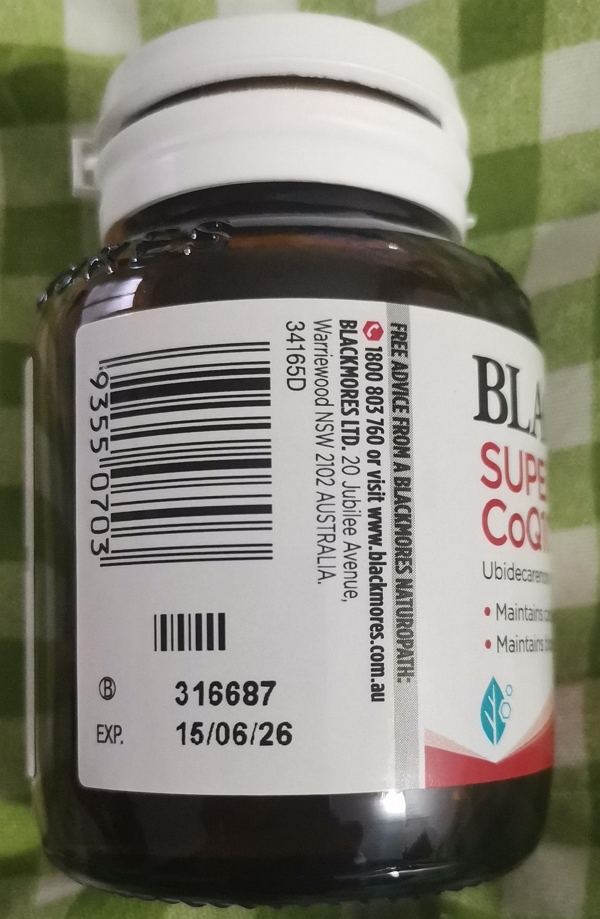 FREE ADVICE FROM A BLACKMORES NATUROPATH:
1800 803 760 or visit www.blackmores.com.au
BLACKMORES LTD. 20 Jubilee Avenue,
Warriewood NSW 2102 AUSTRALIA.
34165D
9355 0703
B 316687
EXP. 15/06/26
BLA
SUPE
CoQ1
• Maintains
• Maintains